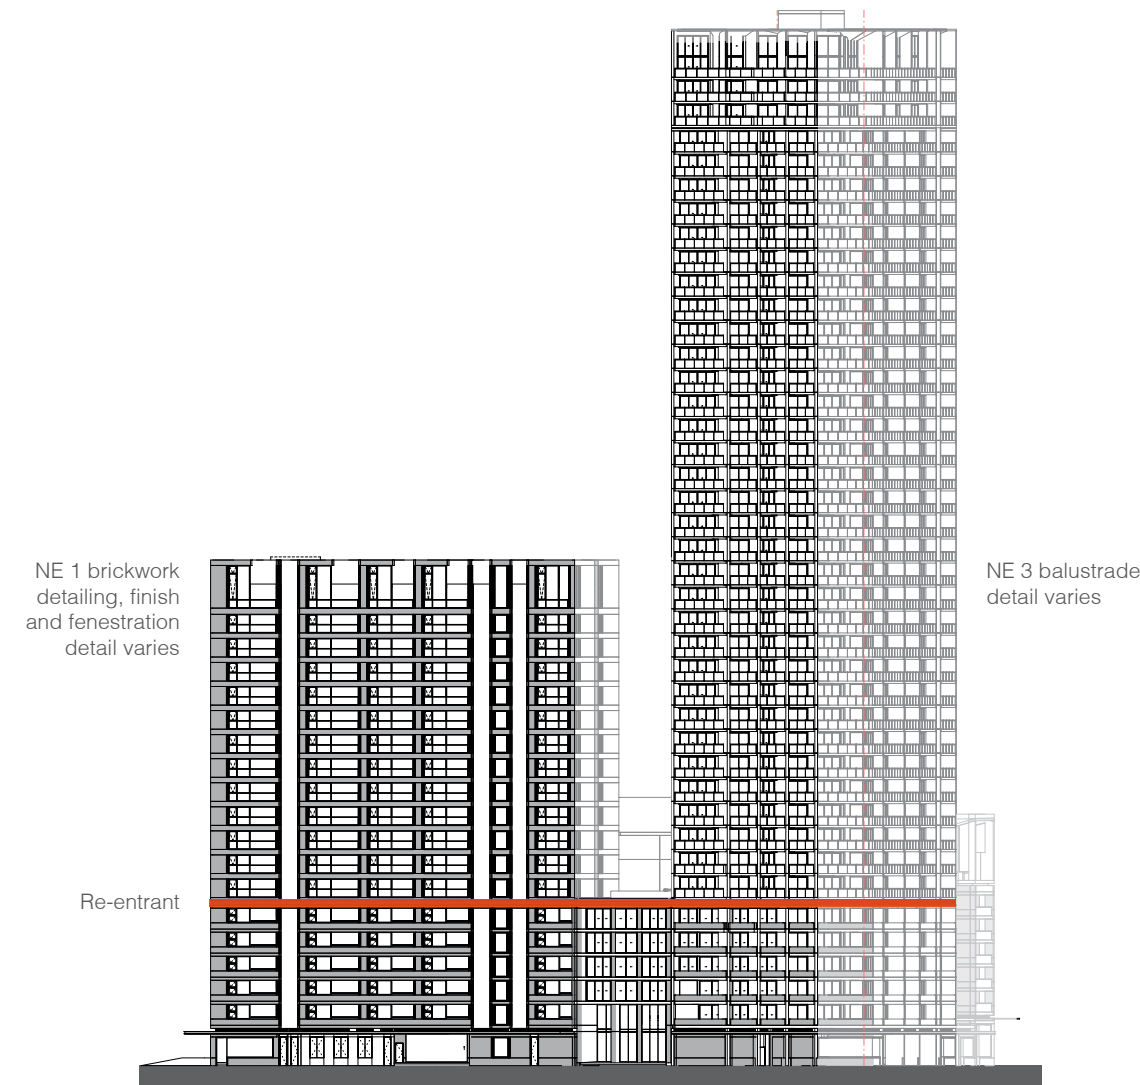 NE 1 brickwork
detailing, finish
and fenestration
detail varies
NE 3 balustrade
detail varies
Re-entrant